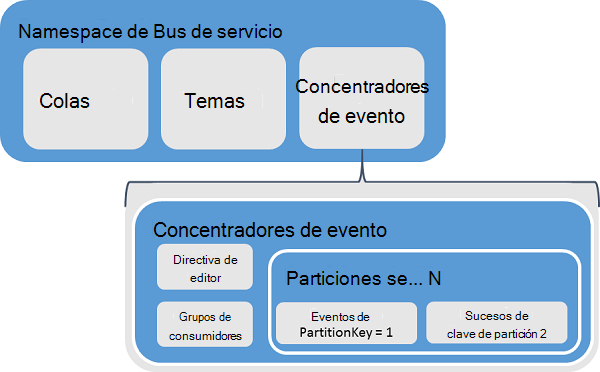 Namespace de Bus de servicio
Colas
Temas
Concentradores
de evento
Concentradores de evento
Directiva de
editor
Particiones se... N
Grupos de
consumidores
Eventos de
PartitionKey = 1
Sucesos de
clave de partición 2